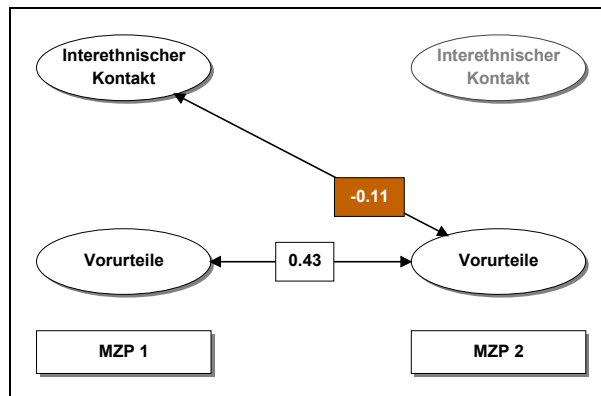 Interethnischer
Kontakt
Interethnischer
Kontakt
-0.11
Vorurteile
0.43
Vorurteile
MZP 1
MZP 2